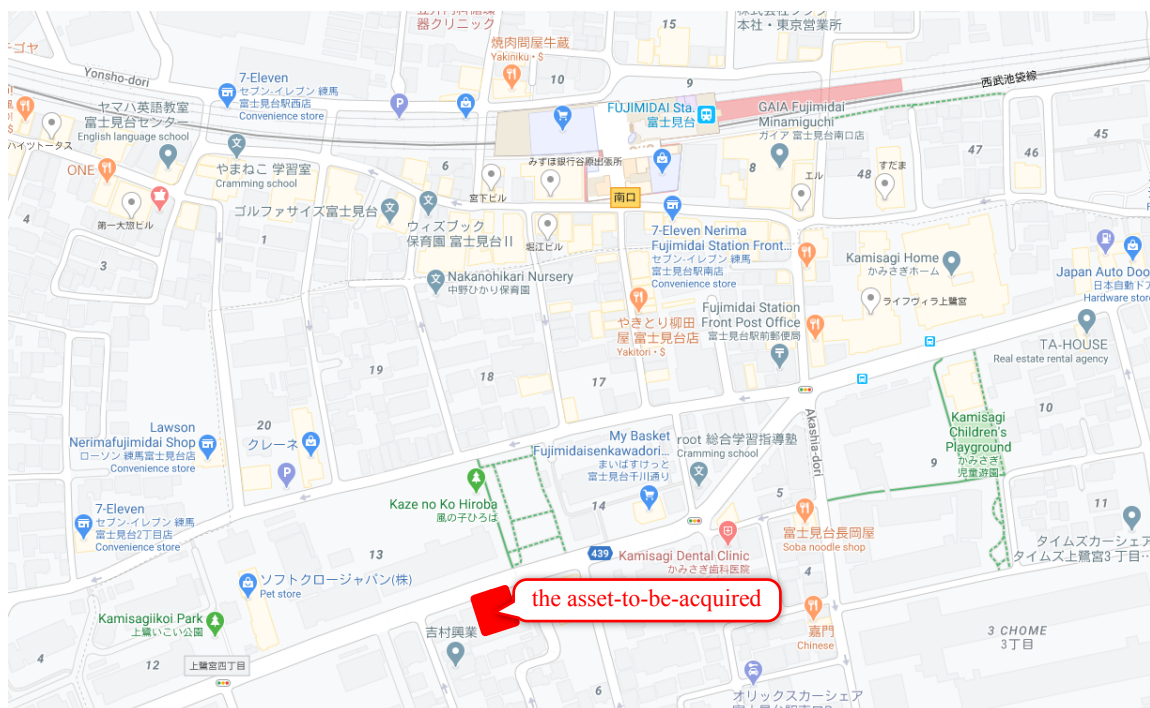 器クリニック
焼肉問屋牛蔵
Yakiniku・$
10
15
本社・東京営業所
9
Yonsho-dori
7-Eleven
セブン-イレブン 練馬
富士見台駅西店
Convenience store
P
ヤマハ英語教室
富士見台センター
English language school
ハイツトータス
ONE
第一大惣ビル
やまねこ 学習室
Cramming school
西武池袋線
FUJIMIDAI Sta.
富士見台
GAIA Fujimidai
Minamiguchi
ガイア 富士見台南口店
みずほ銀行谷原出張所
南口
6
宮下ビル
堀江ビル
8
エル
48
すだま
47
46
45
4
3
1
ゴルファサイズ富士見台
ウィズブック
保育園 富士見台II
Nakanohikari Nursery
中野ひかり保育園
7-Eleven Nerima
Fujimidai Station Front...
セブン-イレブン 練馬
富士見台駅南店
Convenience store
Kamisagi Home
かみさぎホーム
ライフヴィラ上鷺宮
Japan Auto Doo
日本自動ドア
Hardware store
やきとり柳田
屋 富士見台店
Yakitori・$
Fujimidai Station
Front Post Office
富士見台駅前郵便局
TA-HOUSE
Real estate rental agency
19
18
17
20
Lawson
Nerimafujimidai Shop
ローソン 練馬富士見台店
Convenience store
クレーネ
P
My Basket
Fujimidaisenkawadori...
まいばすけっと
富士見台千川通り
root 総合学習指導塾
Cramming school
Akashia-dori
Kamisagi
Children's
Playground
かみさぎ
児童遊園
10
9
11
7-Eleven
セブン-イレブン 練馬
富士見台2丁目店
Convenience store
Kaze no Ko Hiroba
風の子ひろば
14
13
5
富士見台長岡屋
Soba noodle shop
タイムズカーシェア
タイムズ上鷺宮3丁目…
439
Kamisagi Dental Clinic
かみさぎ歯科医院
4
ソフトクロージャパン(株)
Pet store
the asset-to-be-acquired
Kamisagiikoi Park
上鷺いこい公園
吉村興業
嘉門
Chinese
3 CHOME
3丁目
4
12
上鷺宮四丁目
6
オリックスカーシェア